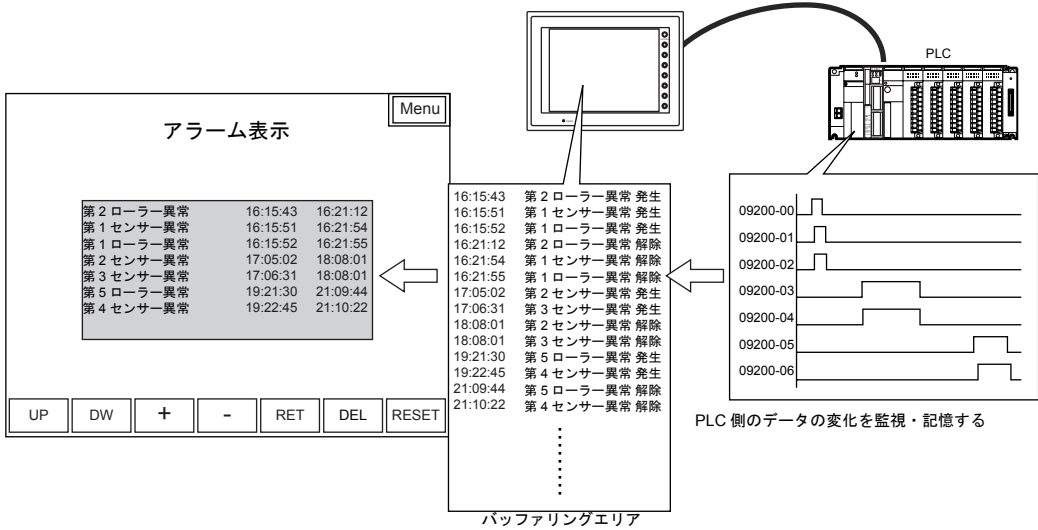 PLC
Menu
アラーム表示
第2ローラー異常 16:15:43 16:21:12
第1センサー異常 16:15:51 16:21:54
第1ローラー異常 16:15:52 16:21:55
第2センサー異常 17:05:02 18:08:01
第3センサー異常 17:06:31 18:08:01
第5ローラー異常 19:21:30 21:09:44
第4センサー異常 19:22:45 21:10:22
UP DW + - RET DEL RESET
16:15:43 第2ローラー異常 発生
16:15:51 第1センサー異常 発生
16:15:52 第1ローラー異常 発生
16:21:12 第2ローラー異常 解除
16:21:54 第1センサー異常 解除
16:21:55 第1ローラー異常 解除
17:05:02 第2センサー異常 発生
17:06:31 第3センサー異常 発生
18:08:01 第2センサー異常 解除
18:08:01 第3センサー異常 解除
19:21:30 第5ローラー異常 発生
19:22:45 第4センサー異常 発生
21:09:44 第5ローラー異常 解除
21:10:22 第4センサー異常 解除
バッファリングエリア
09200-00
09200-01
09200-02
09200-03
09200-04
09200-05
09200-06
PLC 側のデータの変化を監視・記憶する